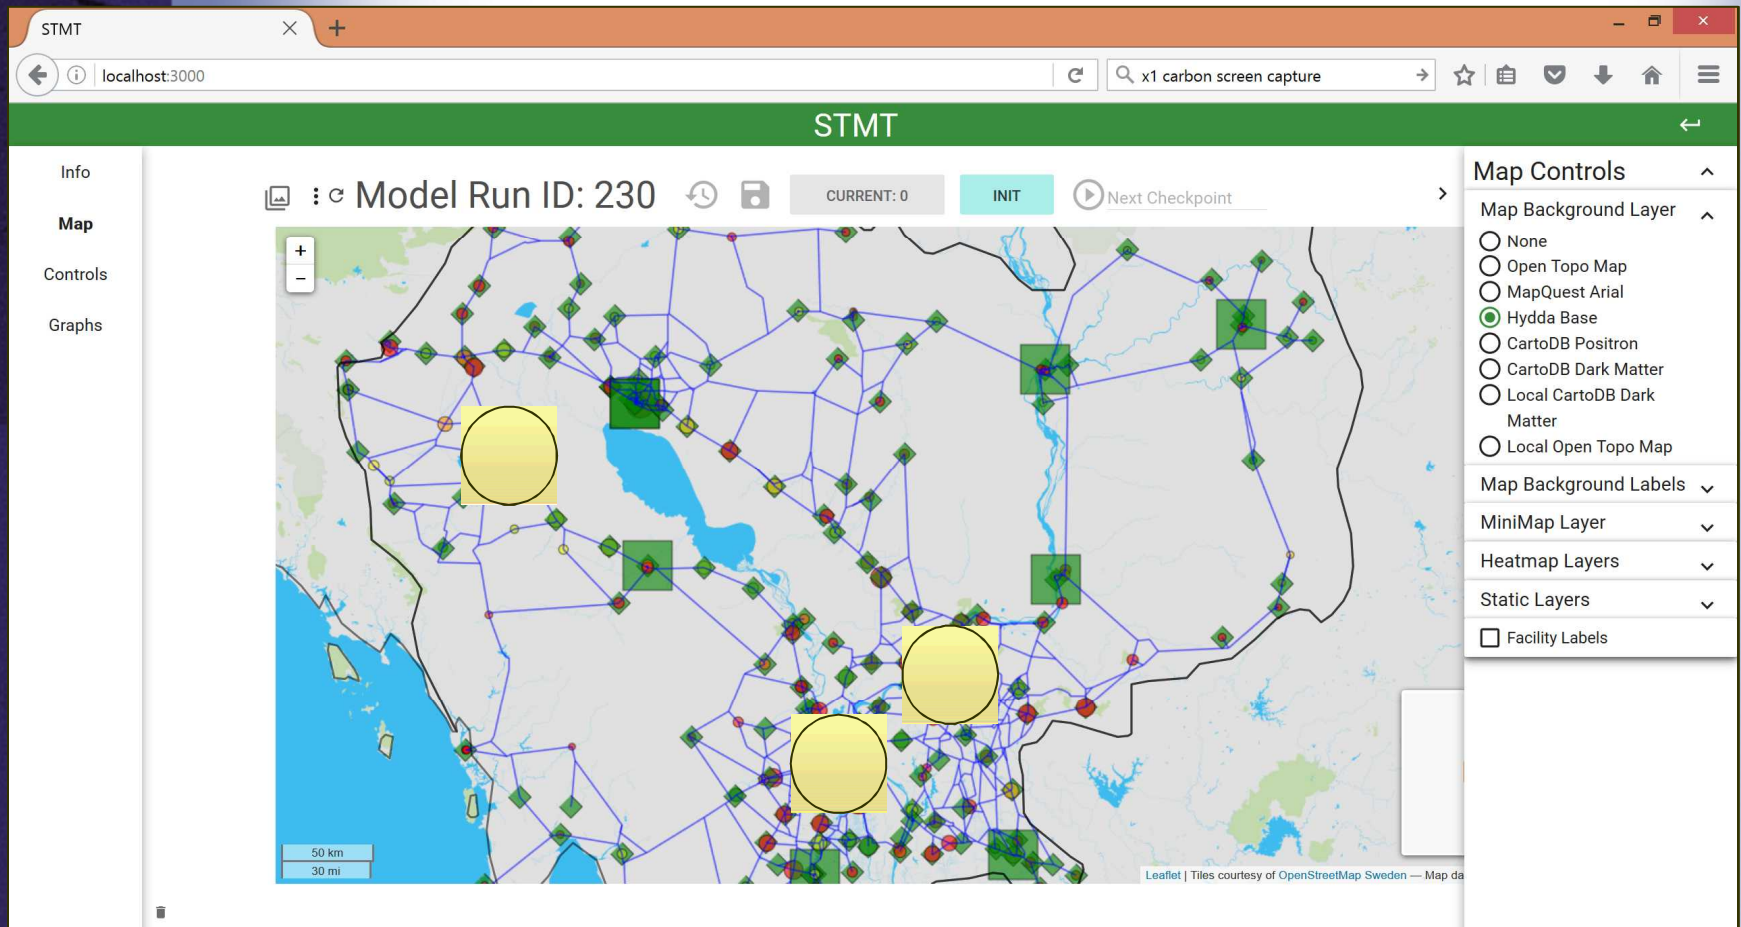 STMT
localhost:3000
x1 carbon screen capture
STMT
Info
Map
Controls
Graphs
Model Run ID: 230
CURRENT: 0
INIT
Next Checkpoint
+
−
50 km
30 mi
Leaflet | Tiles courtesy of OpenStreetMap Sweden — Map da
Map Controls
Map Background Layer
None
Open Topo Map
MapQuest Arial
Hydda Base
CartoDB Positron
CartoDB Dark Matter
Local CartoDB Dark
Matter
Local Open Topo Map
Map Background Labels
MiniMap Layer
Heatmap Layers
Static Layers
Facility Labels